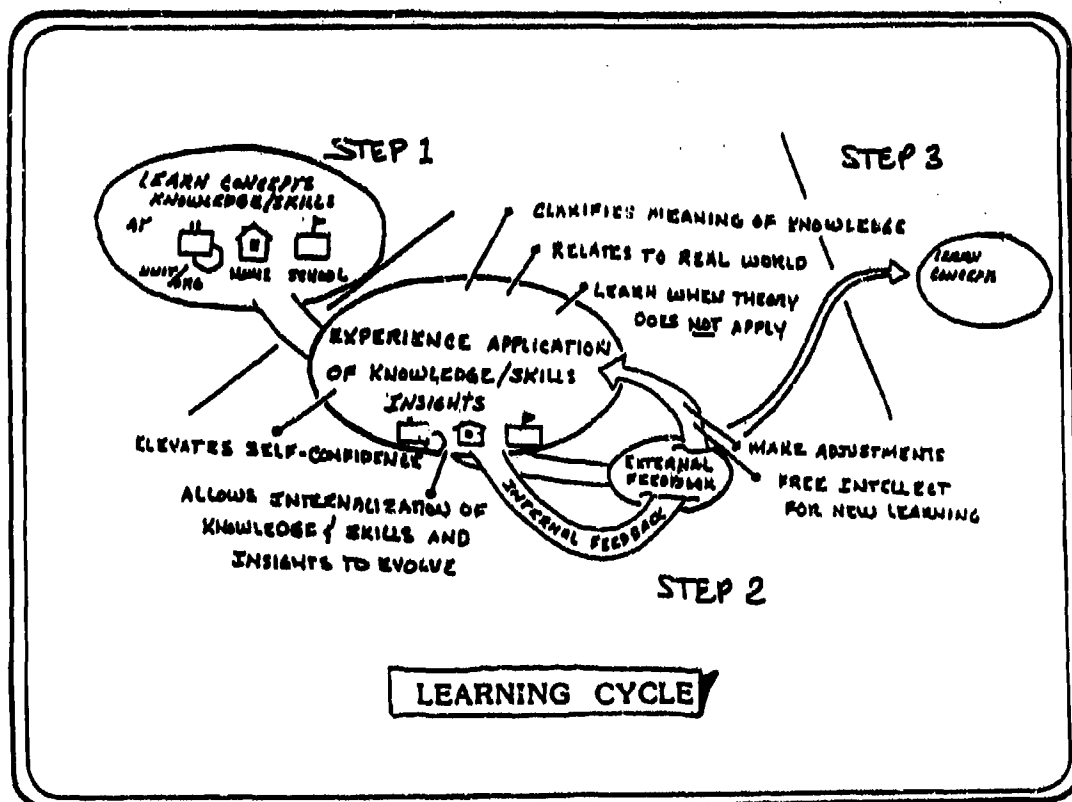 STEP 1
LEARN CONCEPTS
KNOWLEDGE/SKILLS
AT
UNIT/ORG HOME SCHOOL
STEP 3
CLARIFIES MEANING OF KNOWLEDGE
RELATES TO REAL WORLD
LEARN WHEN THEORY
DOES NOT APPLY
LEARN
CONCEPTS
EXPERIENCE APPLICATION
OF KNOWLEDGE/SKILLS
INSIGHTS
ELEVATES SELF-CONFIDENCE
ALLOWS INTERNALIZATION OF
KNOWLEDGE & SKILLS AND
INSIGHTS TO EVOLVE
EXTERNAL
FEEDBACK
INTERNAL FEEDBACK
MAKE ADJUSTMENTS
FREE INTELLECT
FOR NEW LEARNING
STEP 2
LEARNING CYCLE